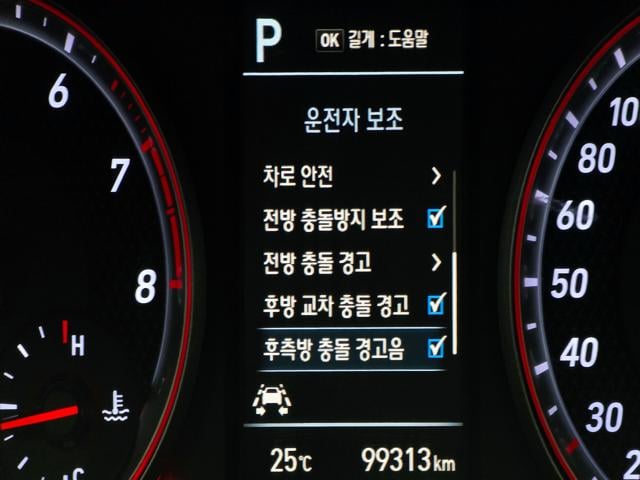 P OK 길게 : 도움말
운전자 보조
차로 안전
전방 충돌방지 보조
전방 충돌 경고
후방 교차 충돌 경고
후측방 충돌 경고음
25℃ 99313km
6
7
8
H
C
100
80
60
50
40
30